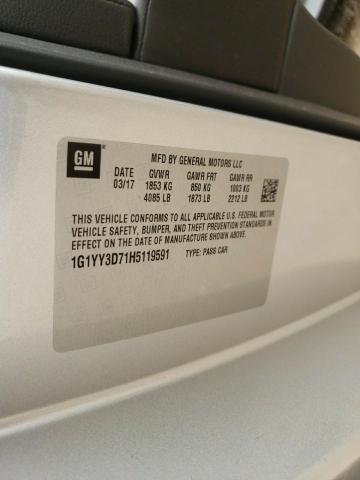 GM
MFD BY GENERAL MOTORS LLC
DATE GVWR GAWR FRT GAWR RR
03/17 1853 KG 850 KG 1003 KG
4085 LB 1873 LB 2212 LB
THIS VEHICLE CONFORMS TO ALL APPLICABLE U.S. FEDERAL MOTOR
VEHICLE SAFETY, BUMPER, AND THEFT PREVENTION STANDARDS IN
EFFECT ON THE DATE OF MANUFACTURE SHOWN ABOVE.
1G1YY3D71H5119591 TYPE: PASS CAR